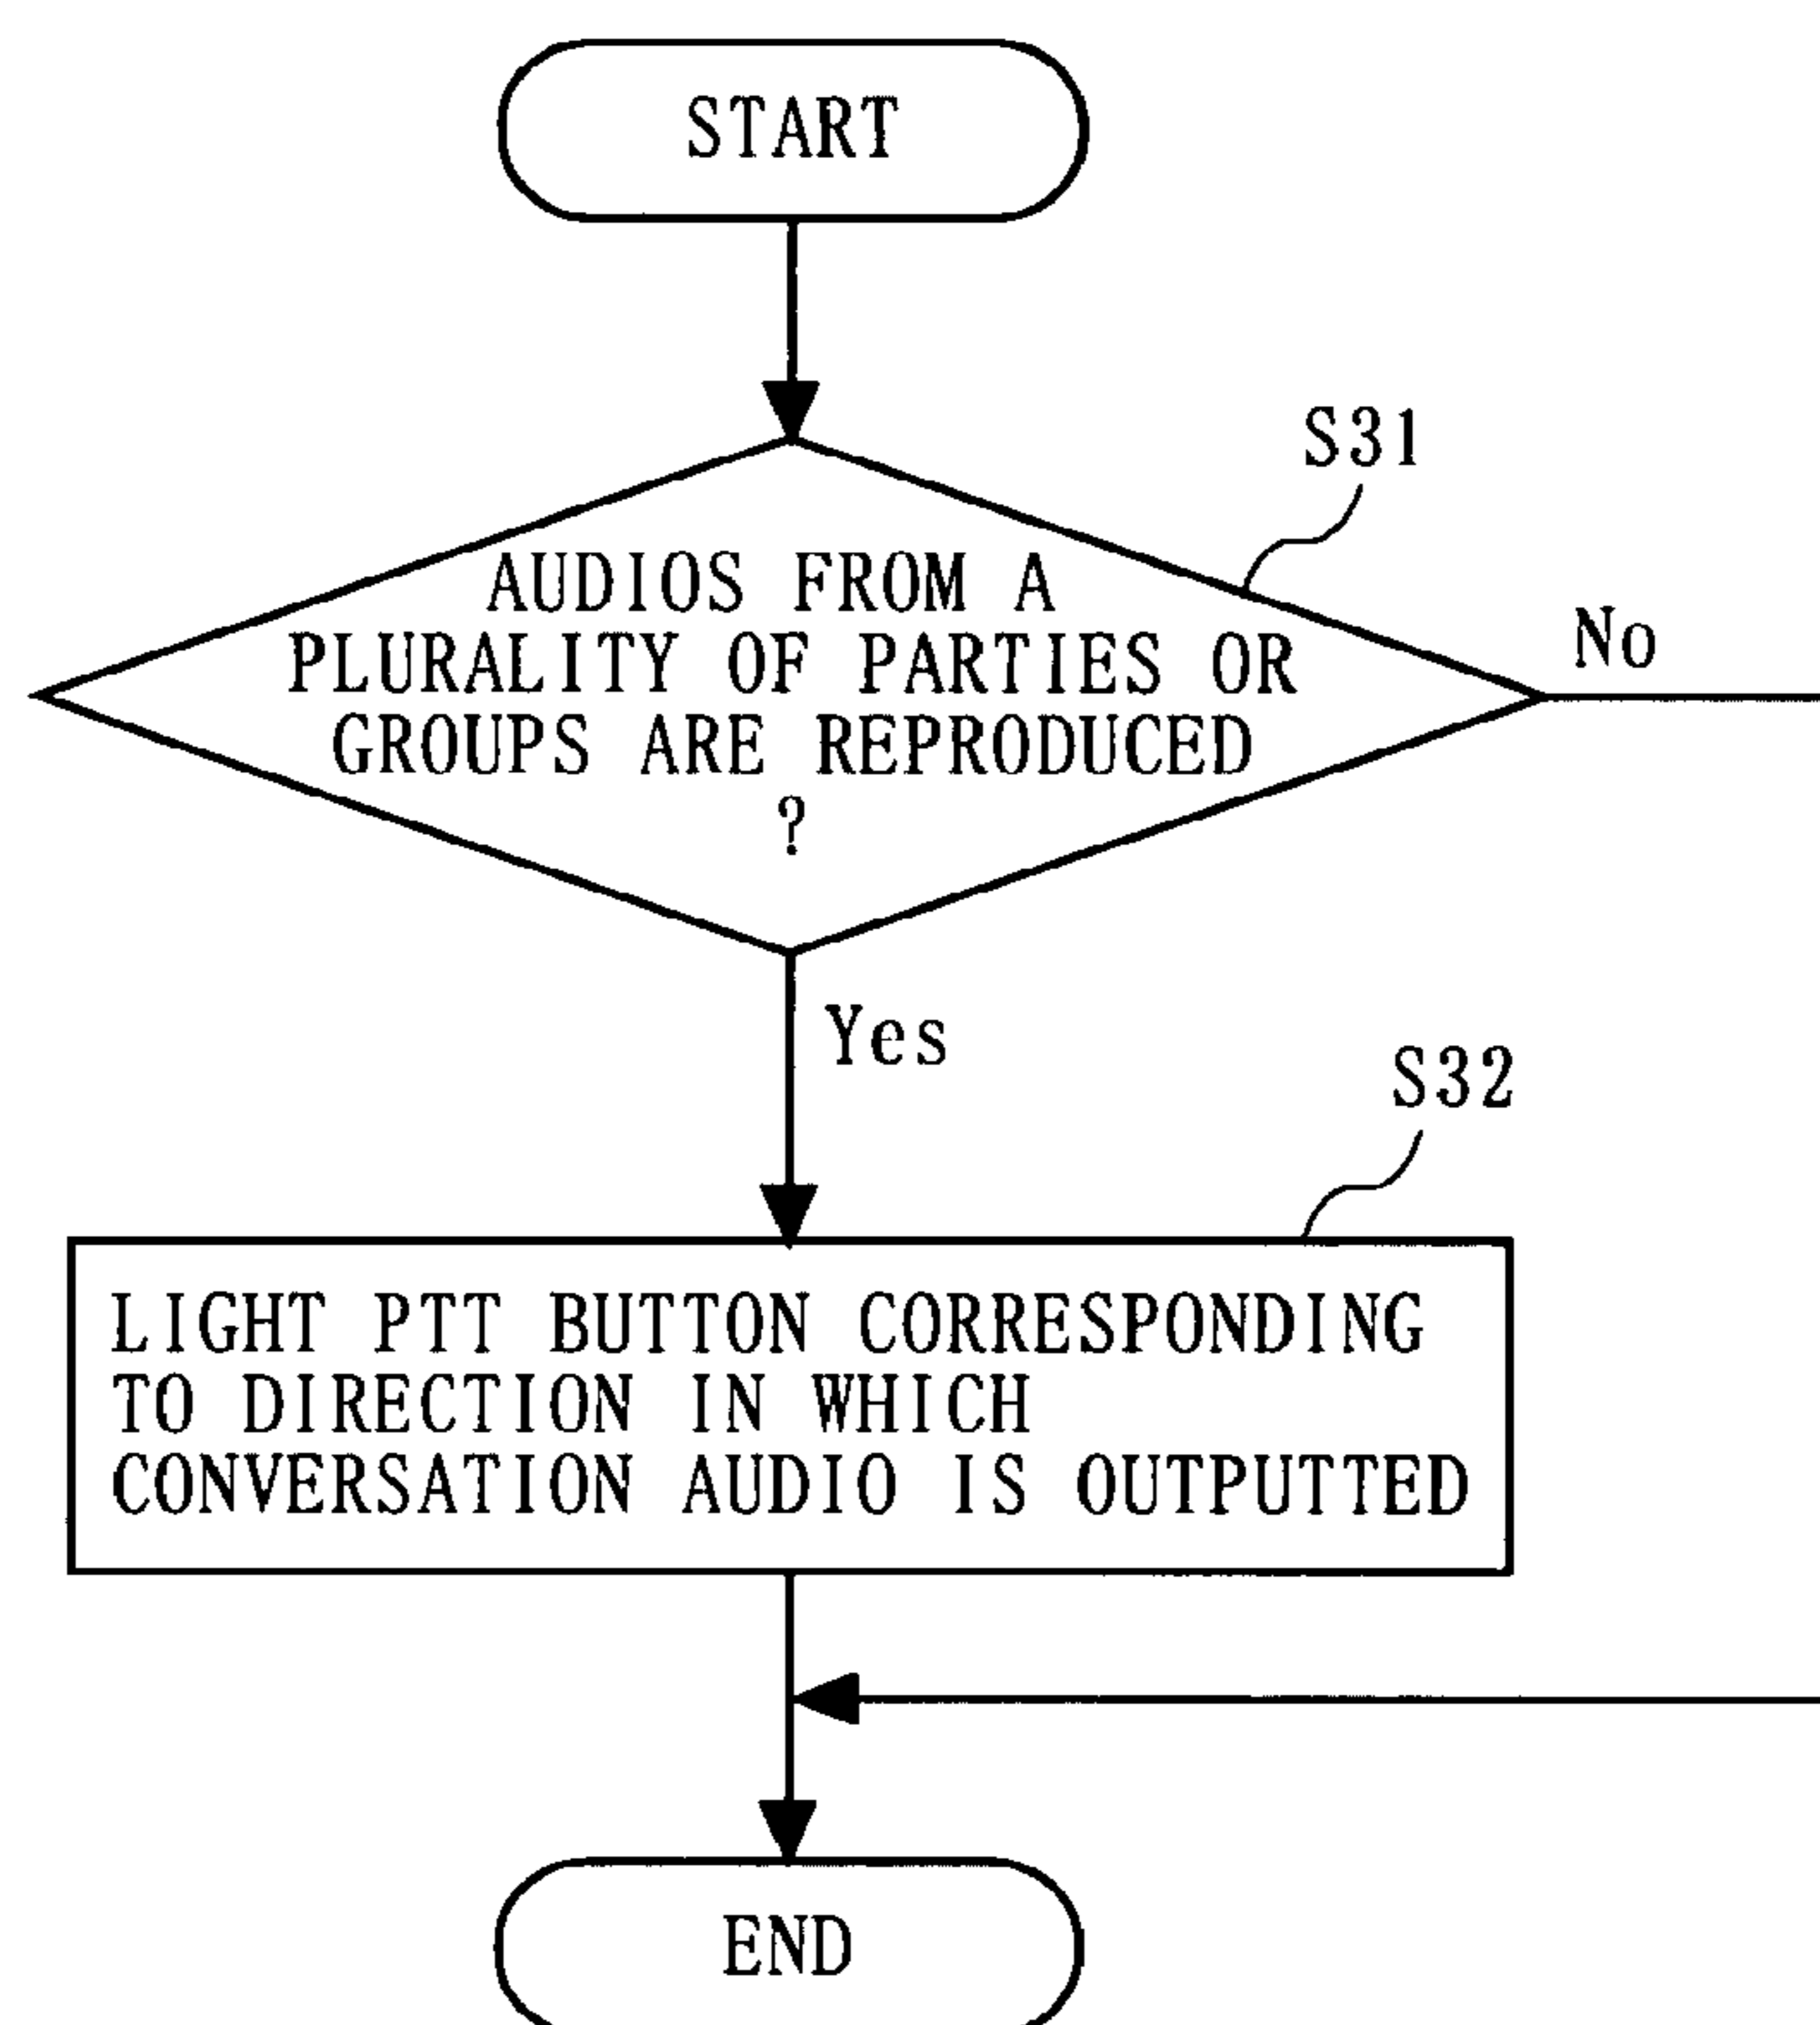 START
S31
AUDIOS FROM A
PLURALITY OF PARTIES OR
GROUPS ARE REPRODUCED
?
No
Yes
S32
LIGHT PTT BUTTON CORRESPONDING
TO DIRECTION IN WHICH
CONVERSATION AUDIO IS OUTPUTTED
END